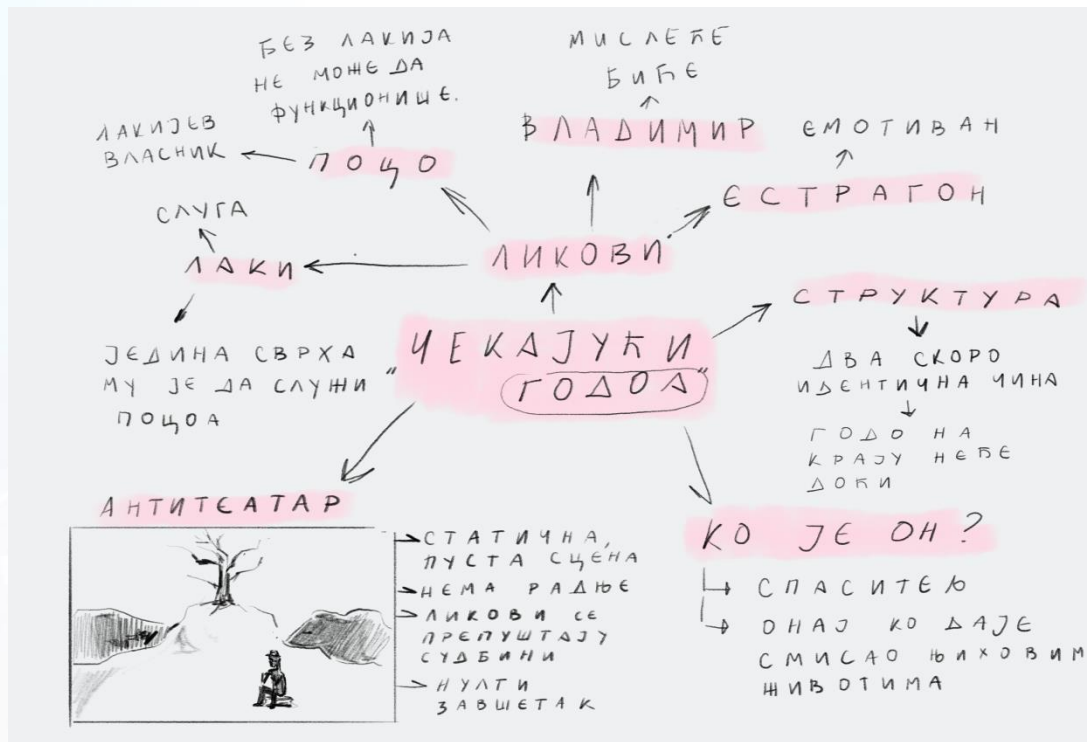 БЕЗ ЛАКИЈА
НЕ МОЖЕ ДА
ФУНКЦИОНИШЕ.
МИСЛЕЋЕ
БИЋЕ
ЛАКИЈЕВ
ВЛАСНИК
ПОЦО
ВЛАДИМИР
ЕМОТИВАН
ЕСТРАГОН
СЛУГА
ЛАКИ
ЛИКОВИ
СТРУКТУРА
ЈЕДИНА СВРХА
МУ ЈЕ ДА СЛУЖИ
ПОЦОА
"ЧЕКАЈУЋИ
ГОДОА"
ДВА СКОРО
ИДЕНТИЧНА ЧИНА
ГОДО НА
КРАЈУ НЕЋЕ
ДОЋИ
АНТИТЕАТАР
СТАТИЧНА,
ПУСТА СЦЕНА
НЕМА РАДЊЕ
ЛИКОВИ СЕ
ПРЕПУШТАЈУ
СУДБИНИ
НУЛТИ
ЗАВШЕТАК
КО ЈЕ ОН?
СПАСИТЕЉ
ОНАЈ КО ДАЈЕ
СМИСАО ЊИХОВИМ
ЖИВОТИМА